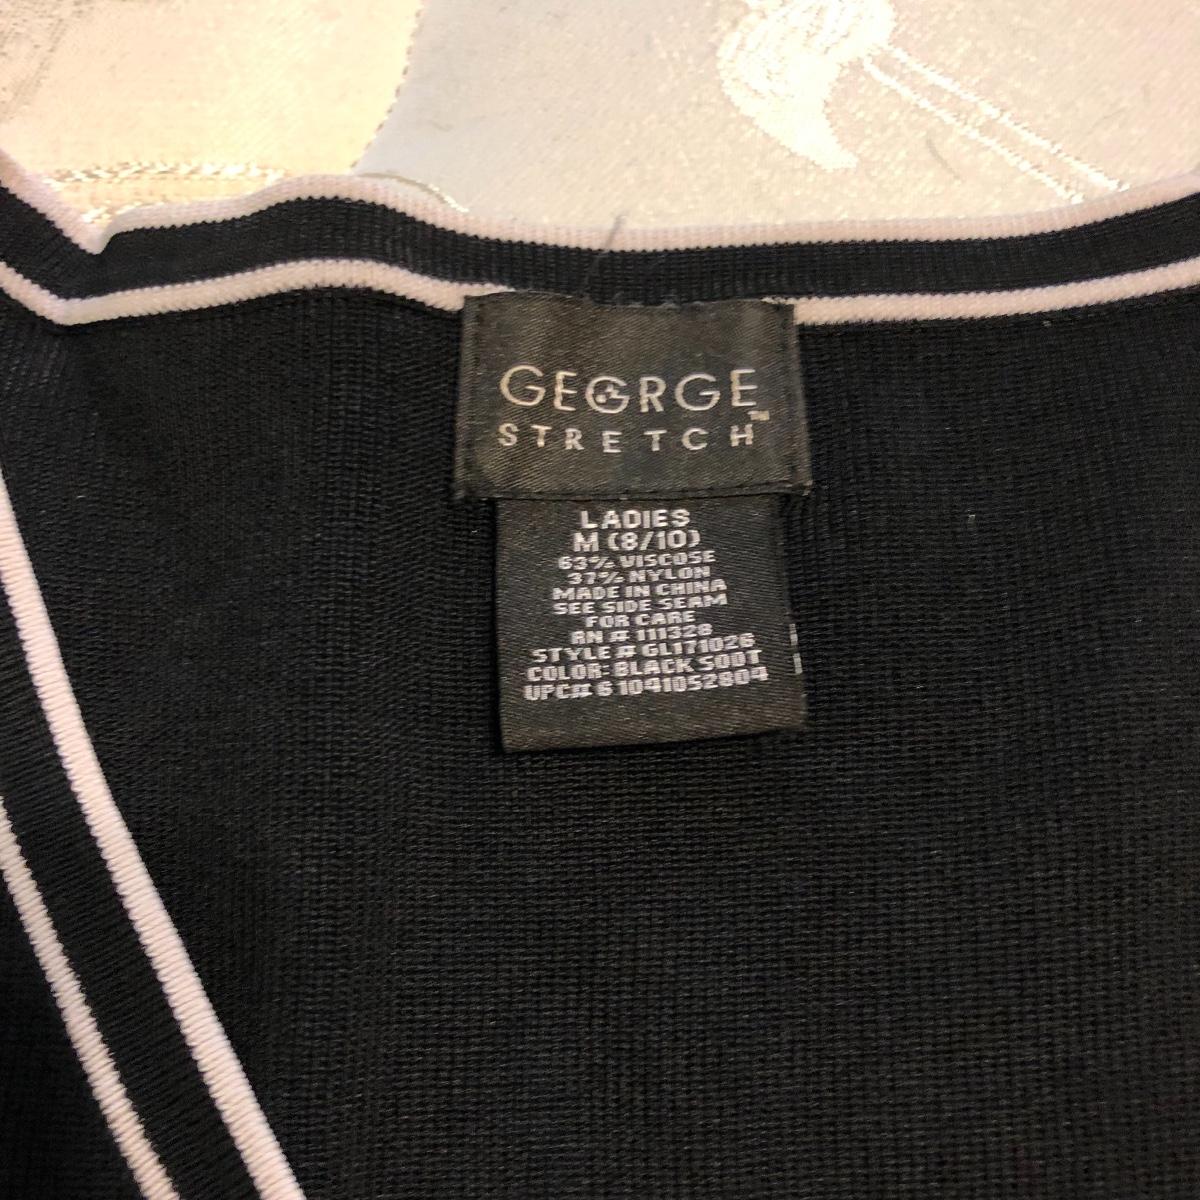 GEORGE
STRETCH™
LADIES
M (8/10)
63% VISCOSE
37% NYLON
MADE IN CHINA
SEE SIDE SEAM
FOR CARE
RN # 111328
STYLE# GL171026
COLOR: BLACK SODT
UPC# 61041052804